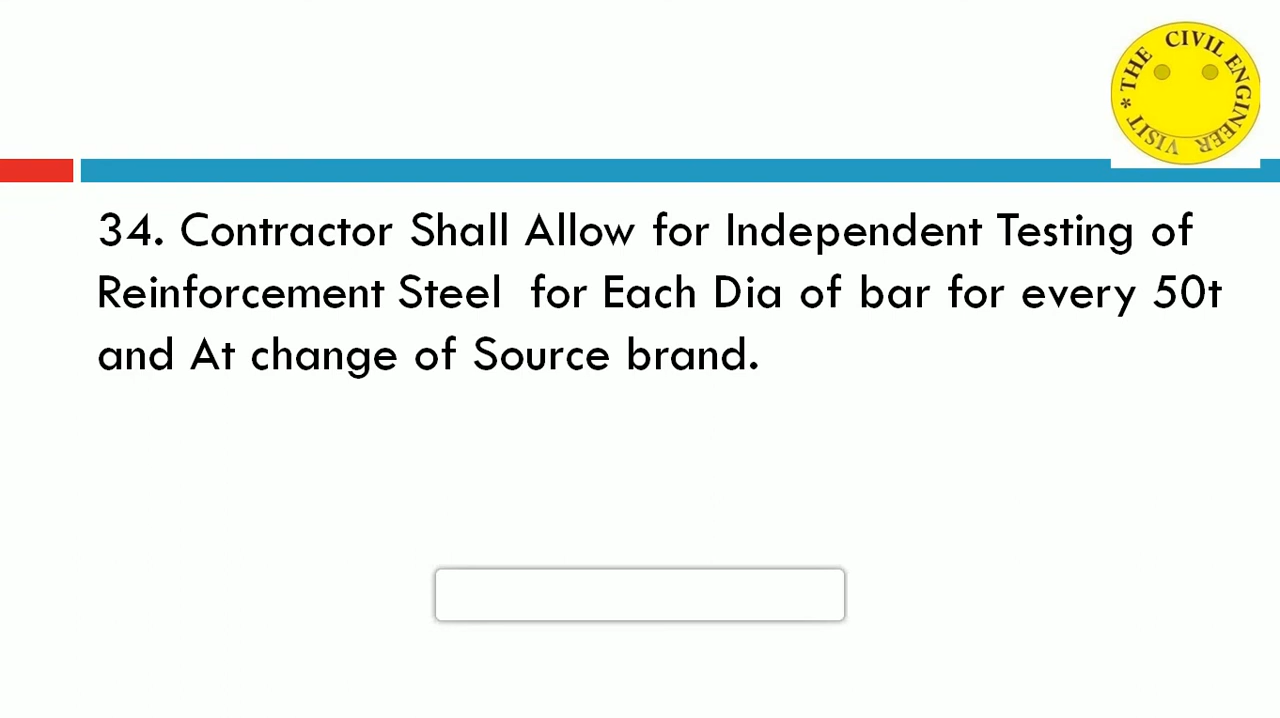 THE CIVIL ENGINEER VISIT *
34. Contractor Shall Allow for Independent Testing of
Reinforcement Steel  for Each Dia of bar for every 50t
and At change of Source brand.